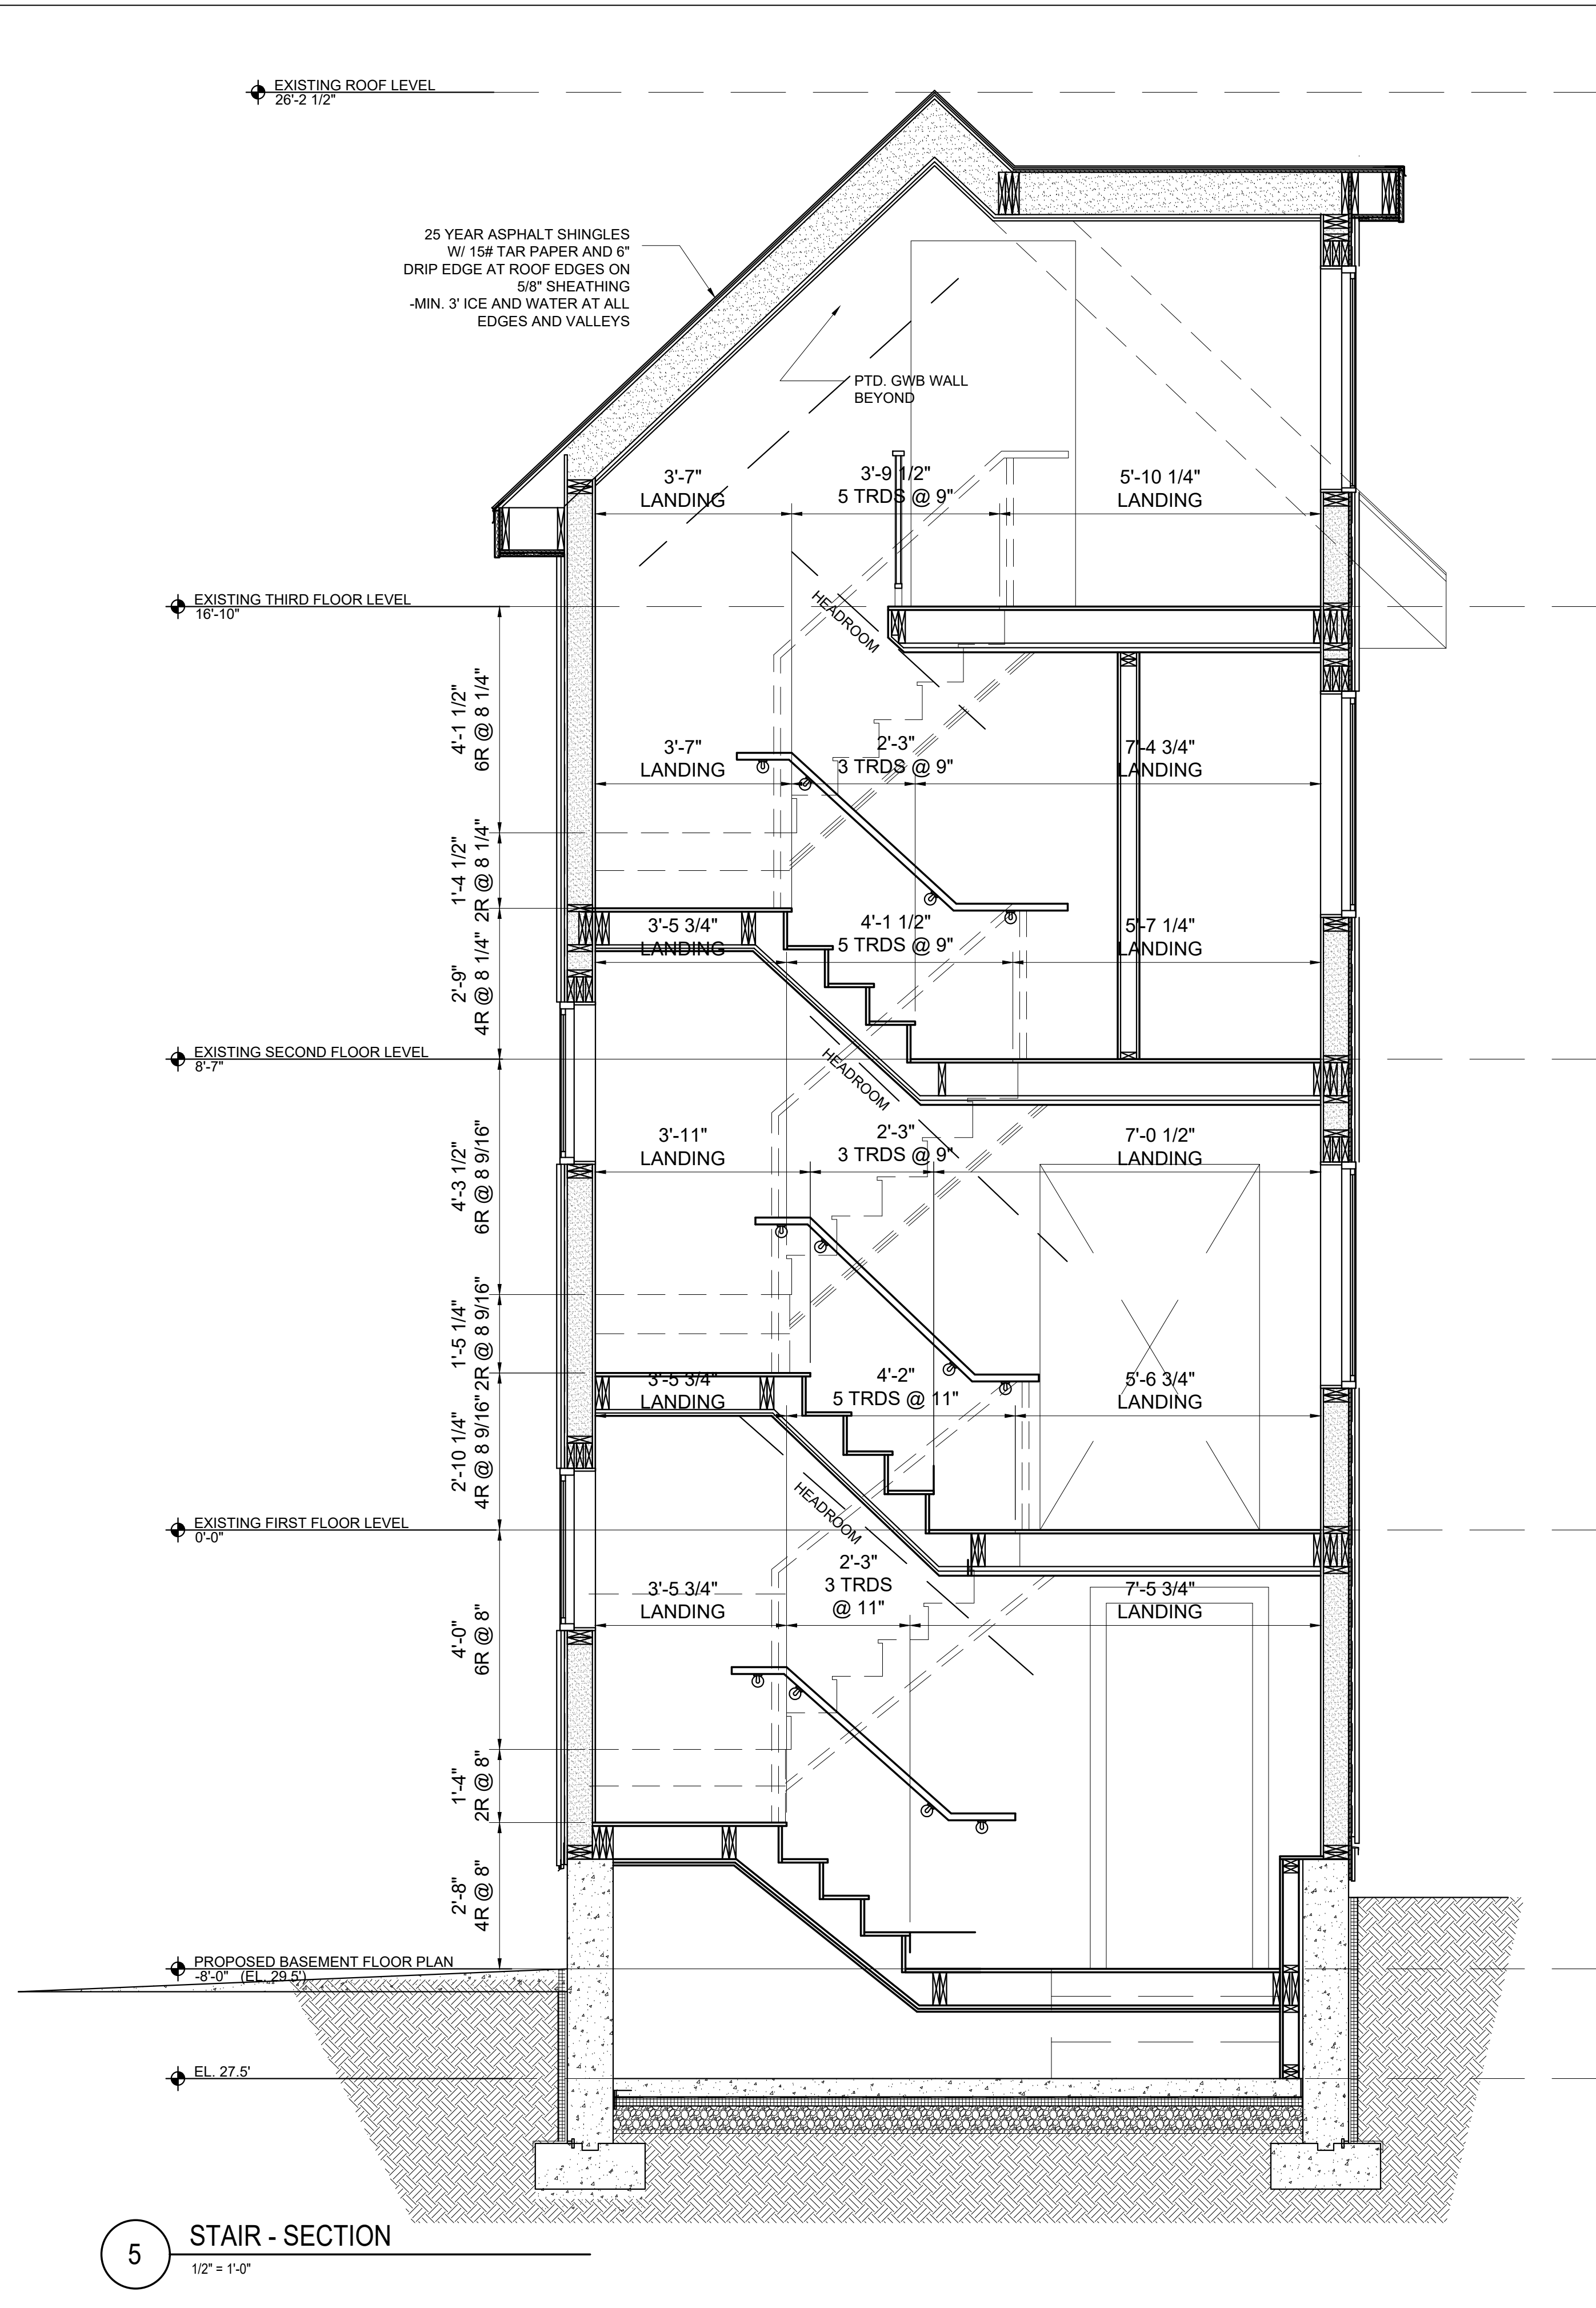 EXISTING ROOF LEVEL
26'-2 1/2"
25 YEAR ASPHALT SHINGLES
W/ 15# TAR PAPER AND 6"
DRIP EDGE AT ROOF EDGES ON
5/8" SHEATHING
-MIN. 3' ICE AND WATER AT ALL
EDGES AND VALLEYS
PTD. GWB WALL
BEYOND
3'-7"
LANDING
3'-9 1/2"
5 TRDS @ 9"
5'-10 1/4"
LANDING
EXISTING THIRD FLOOR LEVEL
16'-10"
HEADROOM
4'-1 1/2"
6R @ 8 1/4"
3'-7"
LANDING
2'-3"
3 TRDS @ 9"
7'-4 3/4"
LANDING
1'-4 1/2"
2R @ 8 1/4"
3'-5 3/4"
LANDING
4'-1 1/2"
5 TRDS @ 9"
5'-7 1/4"
LANDING
2'-9"
4R @ 8 1/4"
EXISTING SECOND FLOOR LEVEL
8'-7"
HEADROOM
4'-3 1/2"
6R @ 8 9/16"
3'-11"
LANDING
2'-3"
3 TRDS @ 9"
7'-0 1/2"
LANDING
1'-5 1/4"
2R @ 8 9/16"
3'-5 3/4"
LANDING
4'-2"
5 TRDS @ 11"
5'-6 3/4"
LANDING
2'-10 1/4"
4R @ 8 9/16"
EXISTING FIRST FLOOR LEVEL
0'-0"
HEADROOM
4'-0"
6R @ 8"
3'-5 3/4"
LANDING
2'-3"
3 TRDS
@ 11"
7'-5 3/4"
LANDING
1'-4"
2R @ 8"
2'-8"
4R @ 8"
PROPOSED BASEMENT FLOOR PLAN
-8'-0" (EL. 29.5')
EL. 27.5'
5
STAIR - SECTION
1/2" = 1'-0"